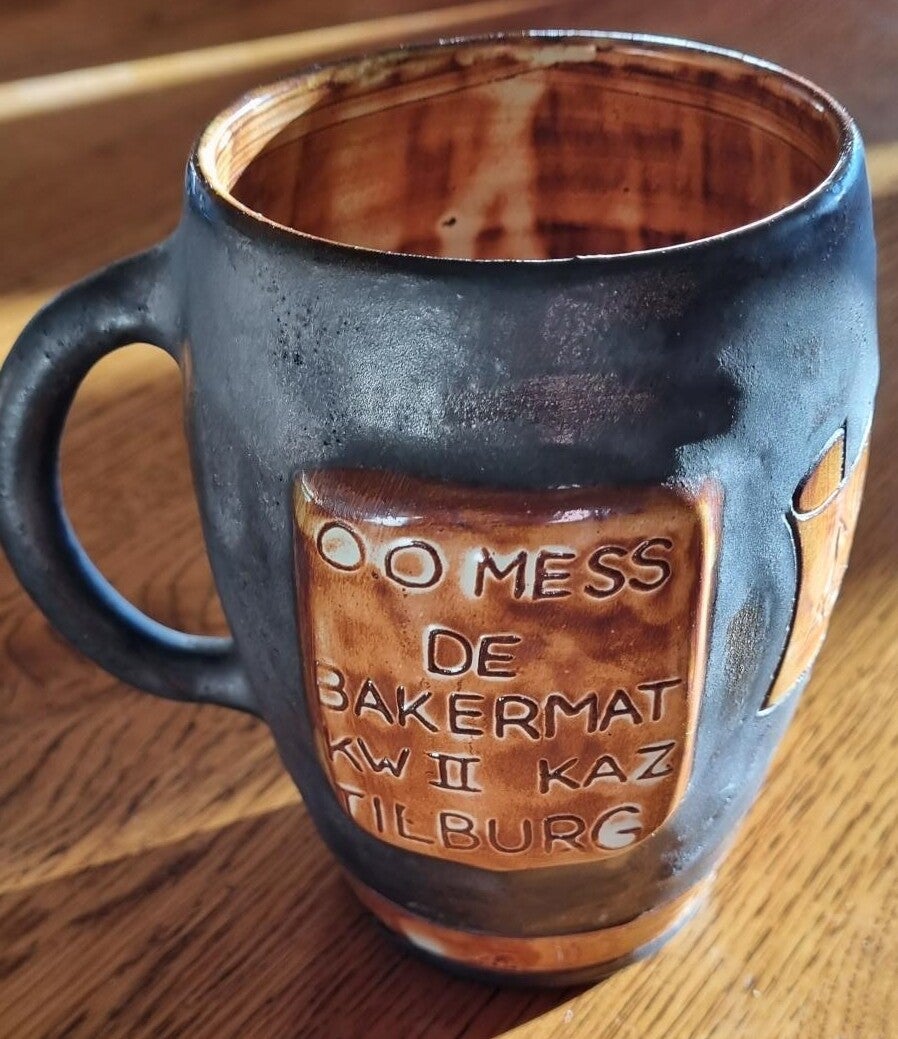 OO MESS
DE
BAKERMAT
KW II KAZ
TILBURG